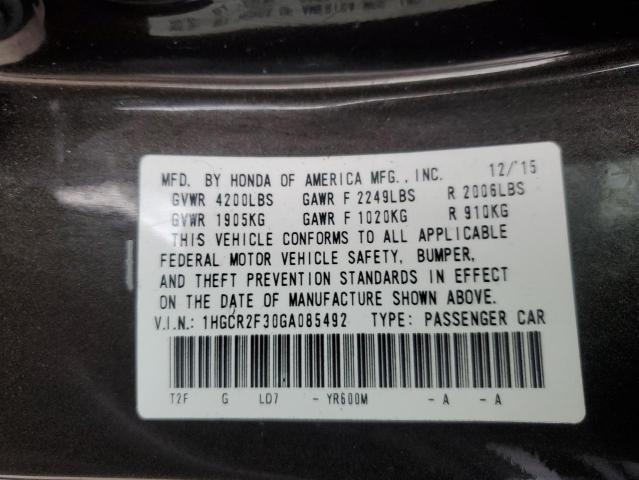 MFD. BY HONDA OF AMERICA MFG., INC. 12/'15
GVWR 4200LBS GAWR F 2249LBS R 2006LBS
GVWR 1905KG GAWR F 1020KG R 910KG
THIS VEHICLE CONFORMS TO ALL APPLICABLE
FEDERAL MOTOR VEHICLE SAFETY, BUMPER,
AND THEFT PREVENTION STANDARDS IN EFFECT
ON THE DATE OF MANUFACTURE SHOWN ABOVE.
V.I.N.: 1HGCR2F30GA085492 TYPE: PASSENGER CAR
T2F G LD7 - YR600M - A - A